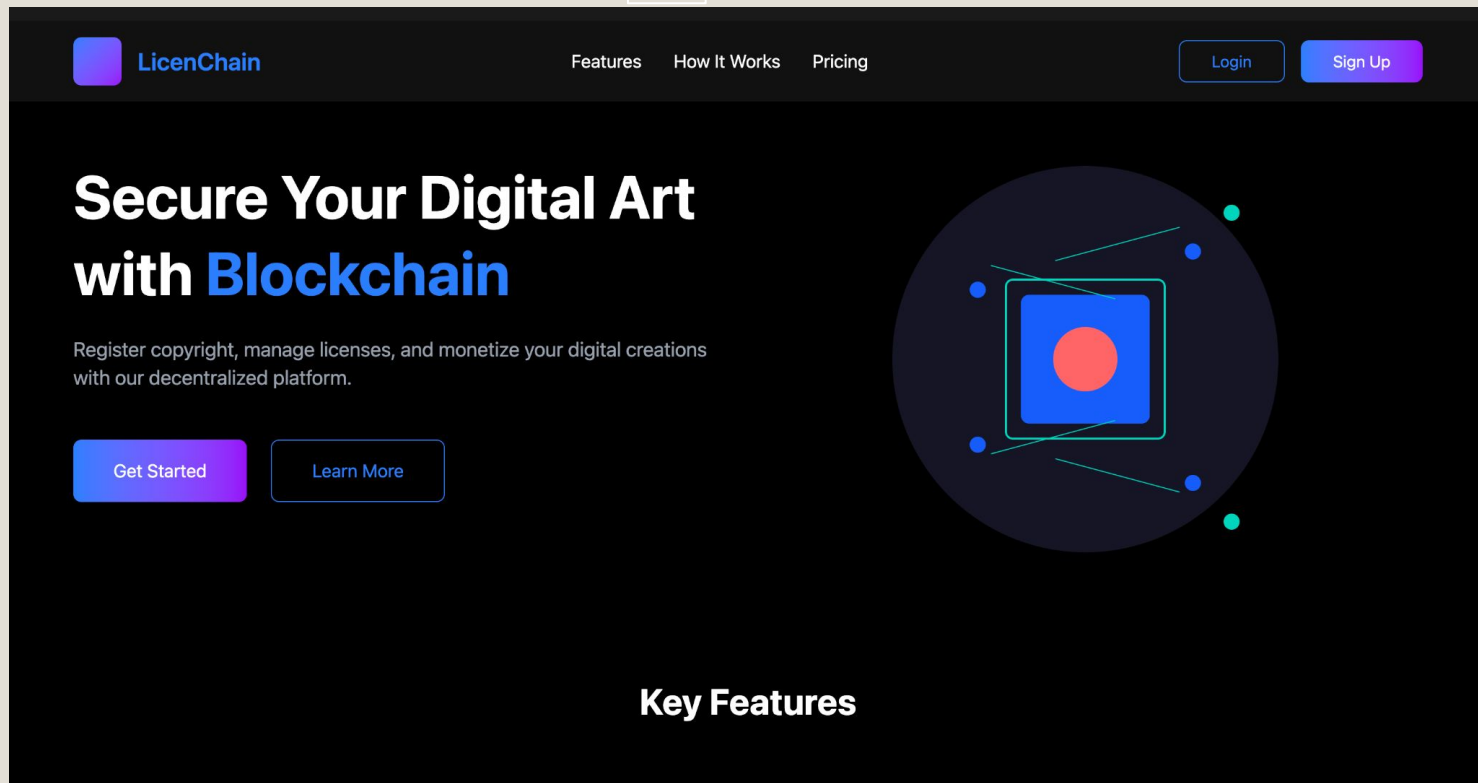 LicenChain
Features
How It Works
Pricing
Login
Sign Up
Secure Your Digital Art
with Blockchain
Register copyright, manage licenses, and monetize your digital creations
with our decentralized platform.
Get Started
Learn More
Key Features